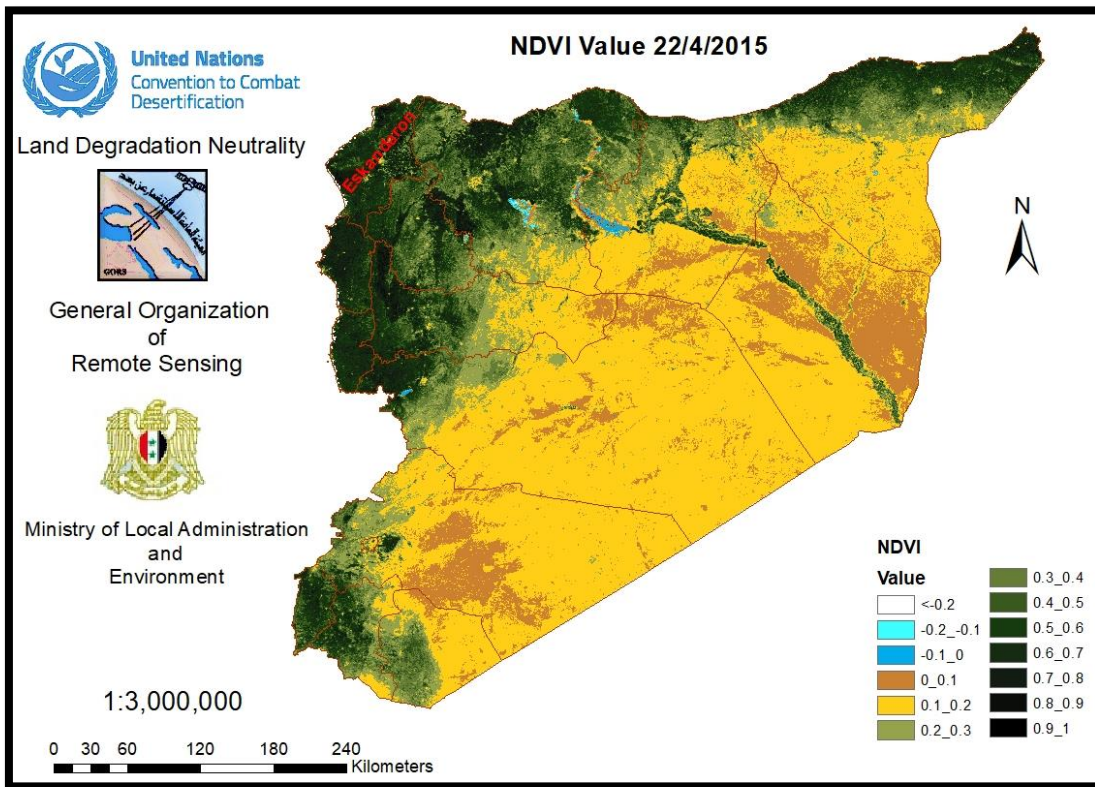 NDVI Value 22/4/2015
United Nations
Convention to Combat
Desertification
Land Degradation Neutrality
GORS
General Organization
of
Remote Sensing
Ministry of Local Administration
and
Environment
1:3,000,000
0 30 60 120 180 240
Kilometers
Eskandaron
N
NDVI
Value
<-0.2
-0.2_-0.1
-0.1_0
0_0.1
0.1_0.2
0.2_0.3
0.3_0.4
0.4_0.5
0.5_0.6
0.6_0.7
0.7_0.8
0.8_0.9
0.9_1